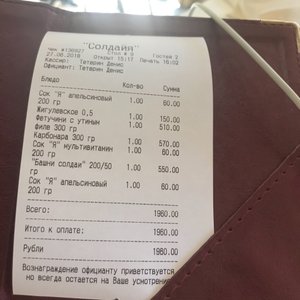 "Солдайя"
Чек #136927 Стол # 9 Гостей 2
27.06.2018 Открыт 15:17 Печать 16:02
Кассир: Тетерин Денис
Официант: Тетерин Денис
Блюдо Кол-во Сумма
Сок "Я" апельсиновый 1.00 60.00
200 гр
Жигулевское 0,5 1.00 150.00
Фетучини с утиным 1.00 510.00
филе 300 гр
Карбонара 300 гр 1.00 570.00
Сок "Я" мультивитамин 1.00 60.00
200 гр
"Башни солдаи" 200/50 1.00 550.00
гр
Сок "Я" апельсиновый 1.00 60.00
200 гр
Всего: 1960.00
Итого к оплате: 1960.00
Рубли 1960.00
Вознаграждение официанту приветствуется
но всегда остается на Ваше усмотрение